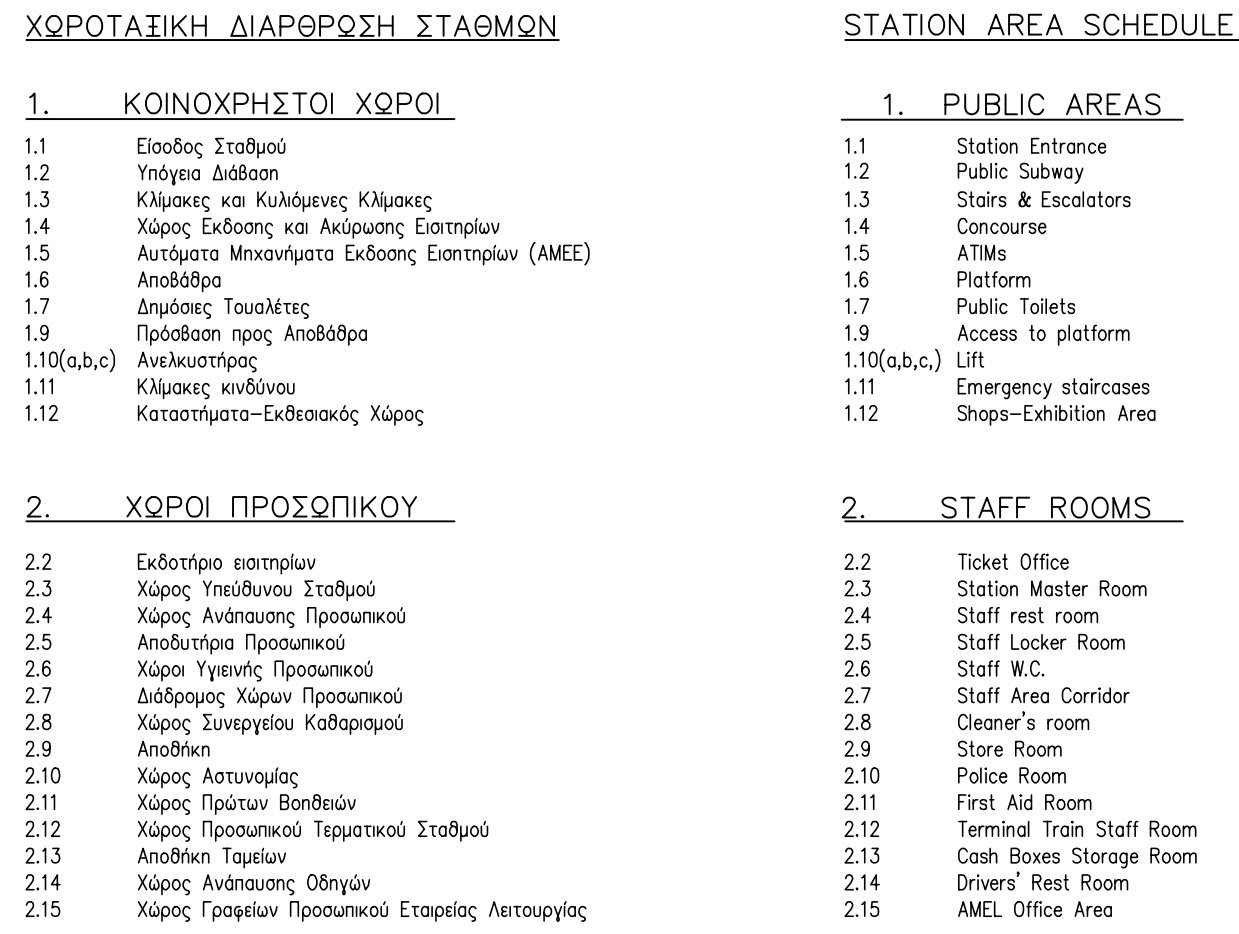 ΧΩΡΟΤΑΞΙΚΗ ΔΙΑΡΘΡΩΣΗ ΣΤΑΘΜΩΝ
1. ΚΟΙΝΟΧΡΗΣΤΟΙ ΧΩΡΟΙ
1.1 Είσοδος Σταθμού
1.2 Υπόγεια Διάβαση
1.3 Κλίμακες και Κυλιόμενες Κλίμακες
1.4 Χώρος Εκδοσης και Ακύρωσης Εισιτηρίων
1.5 Αυτόματα Μηχανήματα Εκδοσης Εισητηρίων (ΑΜΕΕ)
1.6 Αποβάθρα
1.7 Δημόσιες Τουαλέτες
1.9 Πρόσβαση προς Αποβάθρα
1.10(a,b,c) Ανελκυστήρας
1.11 Κλίμακες κινδύνου
1.12 Καταστήματα–Εκθεσιακός Χώρος
2. ΧΩΡΟΙ ΠΡΟΣΩΠΙΚΟΥ
2.2 Εκδοτήριο εισιτηρίων
2.3 Χώρος Υπεύθυνου Σταθμού
2.4 Χώρος Ανάπαυσης Προσωπικού
2.5 Αποδυτήρια Προσωπικού
2.6 Χώροι Υγιεινής Προσωπικού
2.7 Διάδρομος Χώρων Προσωπικού
2.8 Χώρος Συνεργείου Καθαρισμού
2.9 Αποθήκη
2.10 Χώρος Αστυνομίας
2.11 Χώρος Πρώτων Βοηθειών
2.12 Χώρος Προσωπικού Τερματικού Σταθμού
2.13 Αποθήκη Ταμείων
2.14 Χώρος Ανάπαυσης Οδηγών
2.15 Χώρος Γραφείων Προσωπικού Εταιρείας Λειτουργίας
STATION AREA SCHEDULE
1. PUBLIC AREAS
1.1 Station Entrance
1.2 Public Subway
1.3 Stairs & Escalators
1.4 Concourse
1.5 ATIMs
1.6 Platform
1.7 Public Toilets
1.9 Access to platform
1.10(a,b,c,) Lift
1.11 Emergency staircases
1.12 Shops–Exhibition Area
2. STAFF ROOMS
2.2 Ticket Office
2.3 Station Master Room
2.4 Staff rest room
2.5 Staff Locker Room
2.6 Staff W.C.
2.7 Staff Area Corridor
2.8 Cleaner's room
2.9 Store Room
2.10 Police Room
2.11 First Aid Room
2.12 Terminal Train Staff Room
2.13 Cash Boxes Storage Room
2.14 Drivers' Rest Room
2.15 AMEL Office Area